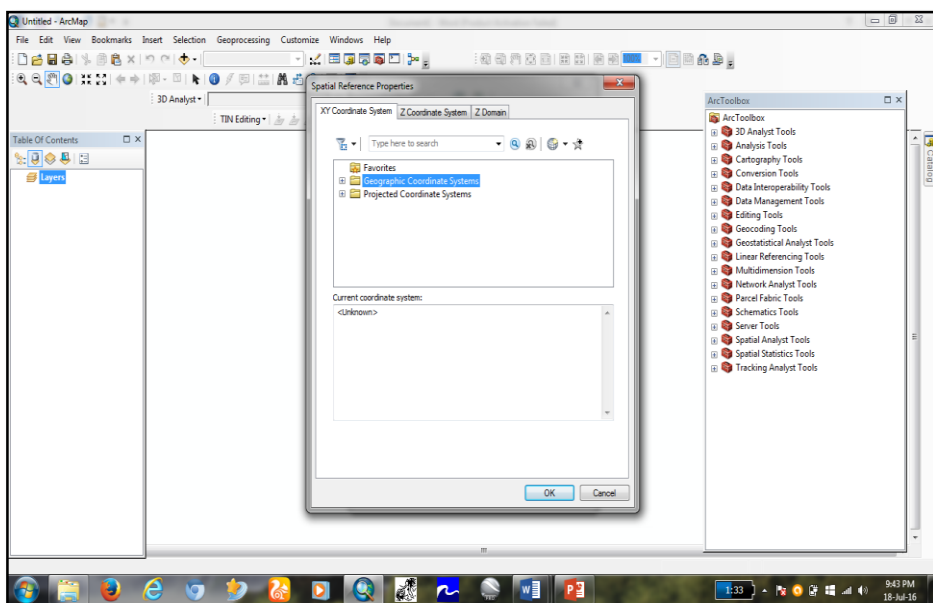 Untitled - ArcMap
File Edit View Bookmarks Insert Selection Geoprocessing Customize Windows Help
3D Analyst
TIN Editing
Table Of Contents
Layers
Spatial Reference Properties
XY Coordinate System Z Coordinate System Z Domain
Type here to search
Favorites
Geographic Coordinate Systems
Projected Coordinate Systems
Current coordinate system:
<Unknown>
OK Cancel
ArcToolbox
ArcToolbox
3D Analyst Tools
Analysis Tools
Cartography Tools
Conversion Tools
Data Interoperability Tools
Data Management Tools
Editing Tools
Geocoding Tools
Geostatistical Analyst Tools
Linear Referencing Tools
Multidimension Tools
Network Analyst Tools
Parcel Fabric Tools
Schematics Tools
Server Tools
Spatial Analyst Tools
Spatial Statistics Tools
Tracking Analyst Tools
Catalog
1:33
9:43 PM
18-Jul-16